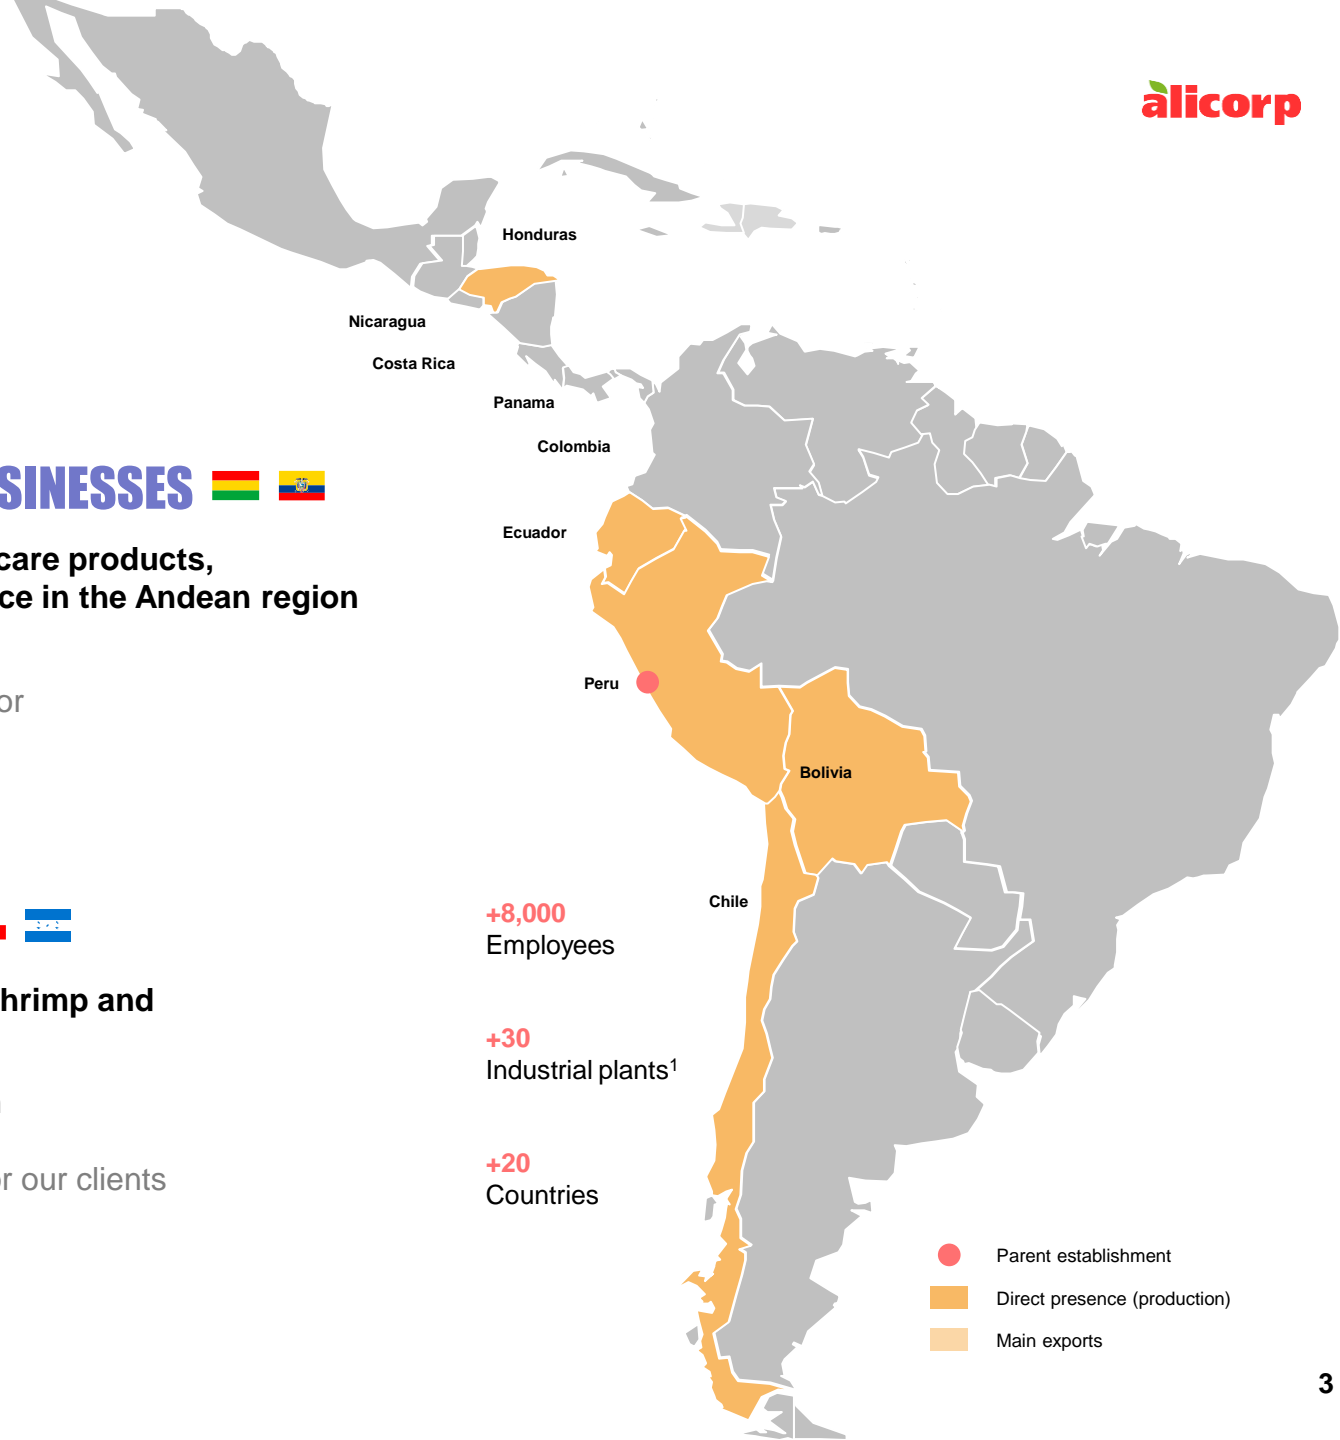 alicorp
Honduras
Nicaragua
Costa Rica
Panama
Colombia
SINESSES
Ecuador
care products,
ce in the Andean region
Peru
or
Bolivia
Chile
+8,000
Employees
hrimp and
+30
Industrial plants¹
or our clients
+20
Countries
Parent establishment
Direct presence (production)
Main exports
3